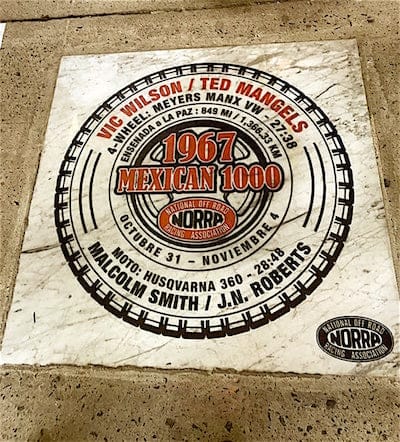 VIC WILSON / TED MANGELS
4-WHEEL: MEYERS MANX VW / 27:38
ENSENADA a LA PAZ : 849 MI / 1,366.33 KM
1967
MEXICAN 1000
NATIONAL OFF ROAD
NORRA
RACING ASSOCIATION
OCTUBRE 31 - NOVIEMBRE 4
MOTO: HUSQVARNA 360 - 28:48
MALCOLM SMITH / J.N. ROBERTS
NATIONAL OFF ROAD
NORRA
RACING ASSOCIATION